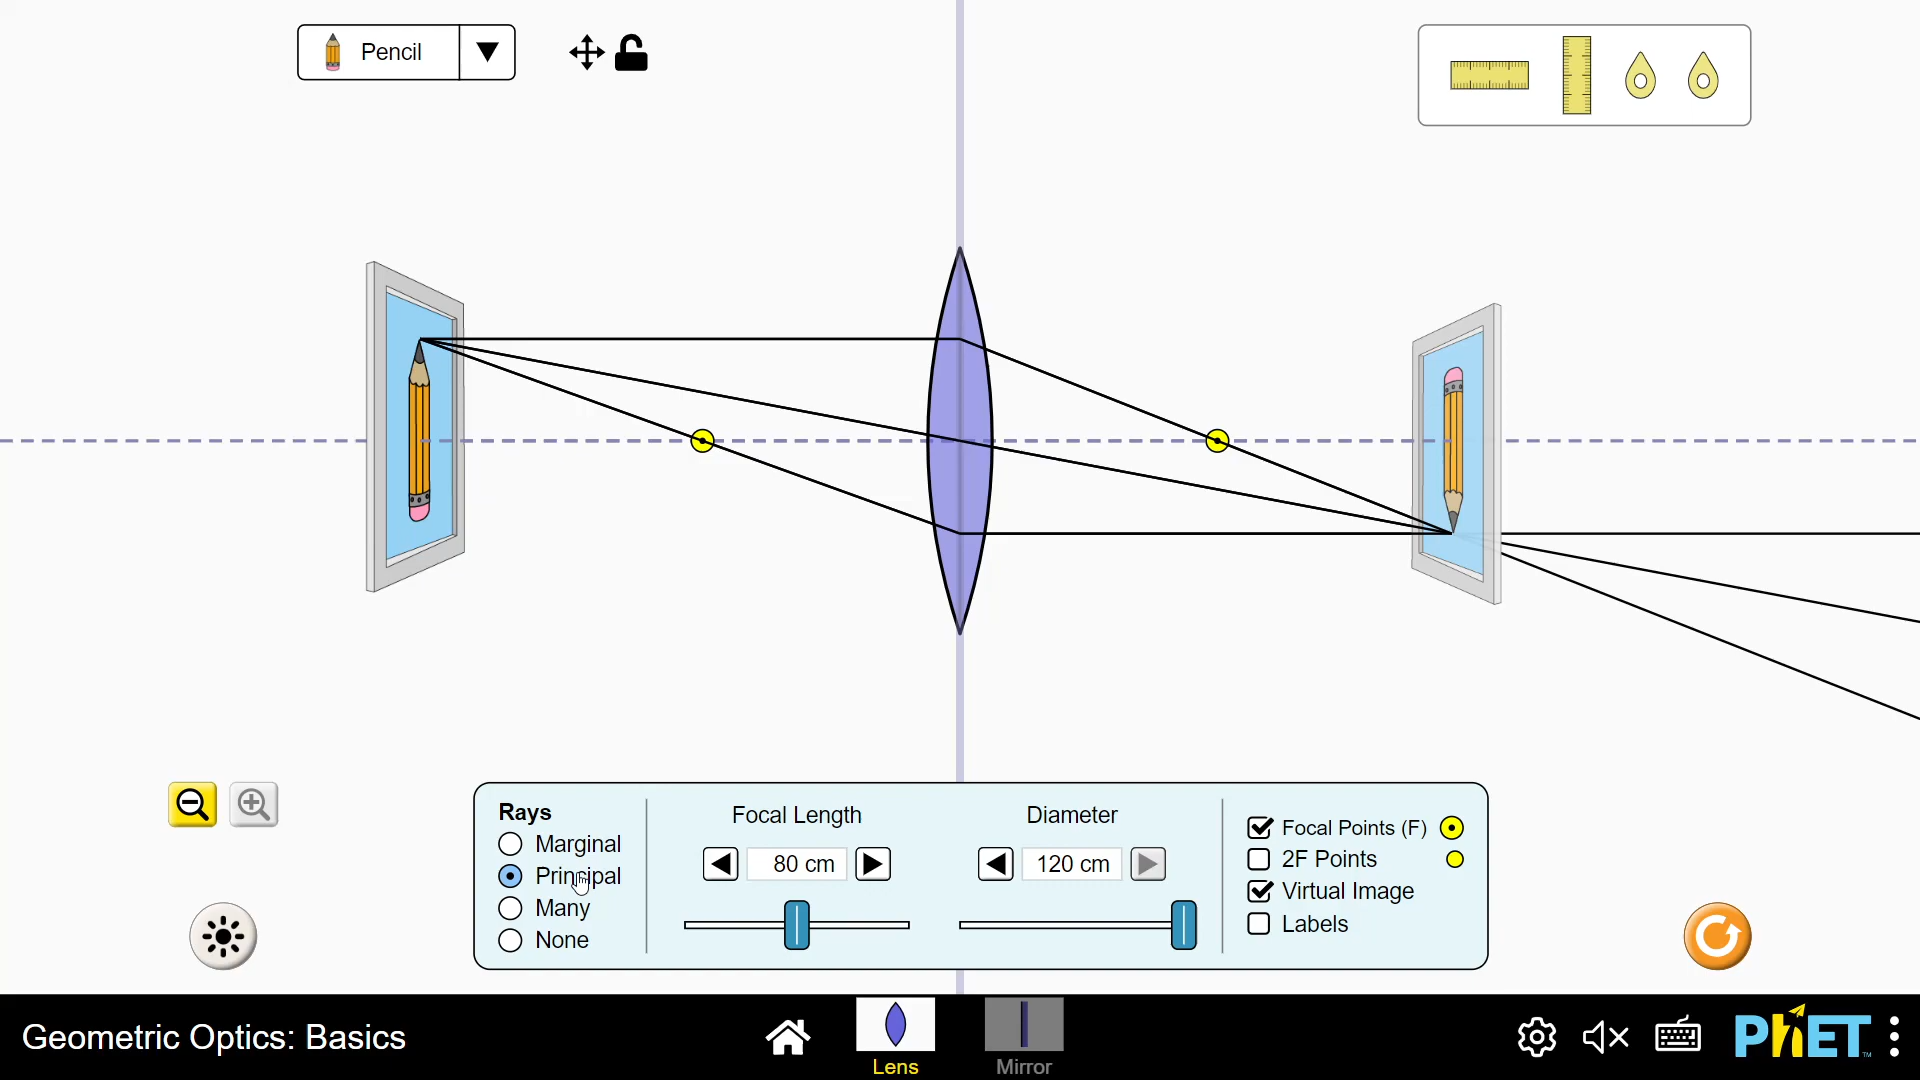 Pencil
Rays
Marginal
Principal
Many
None
Focal Length
80 cm
Diameter
120 cm
Focal Points (F)
2F Points
Virtual Image
Labels
Geometric Optics: Basics
Lens
Mirror
PhET